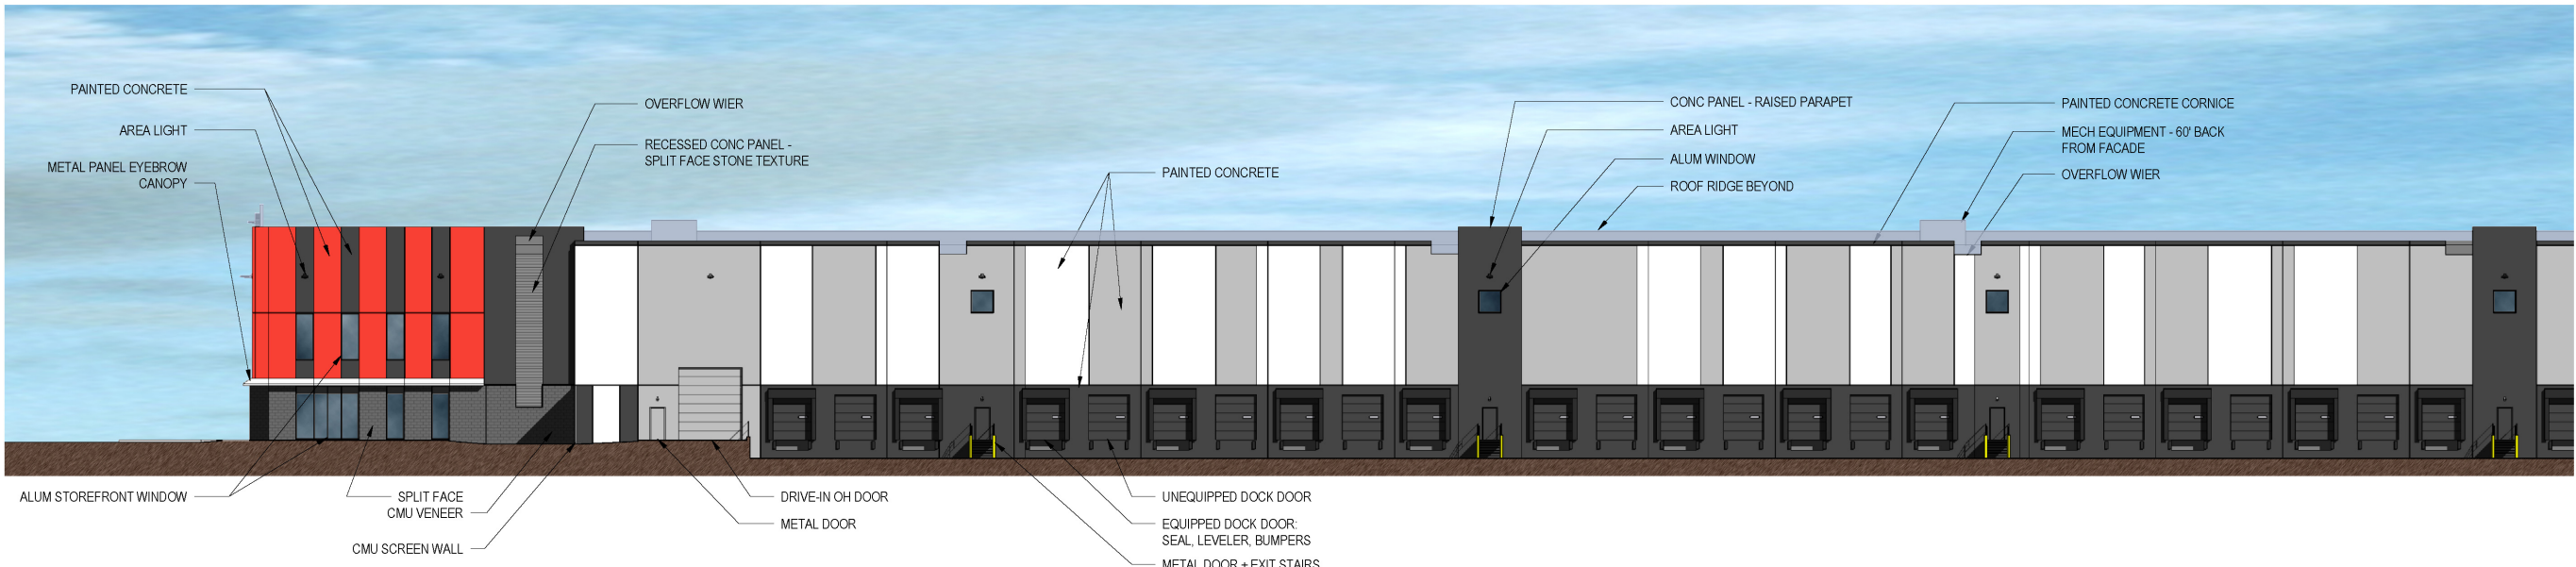 PAINTED CONCRETE
AREA LIGHT
METAL PANEL EYEBROW
CANOPY
OVERFLOW WIER
RECESSED CONC PANEL -
SPLIT FACE STONE TEXTURE
PAINTED CONCRETE
CONC PANEL - RAISED PARAPET
AREA LIGHT
ALUM WINDOW
ROOF RIDGE BEYOND
PAINTED CONCRETE CORNICE
MECH EQUIPMENT - 60' BACK
FROM FACADE
OVERFLOW WIER
ALUM STOREFRONT WINDOW
SPLIT FACE
CMU VENEER
CMU SCREEN WALL
DRIVE-IN OH DOOR
METAL DOOR
UNEQUIPPED DOCK DOOR
EQUIPPED DOCK DOOR:
SEAL, LEVELER, BUMPERS
METAL DOOR + EXIT STAIRS